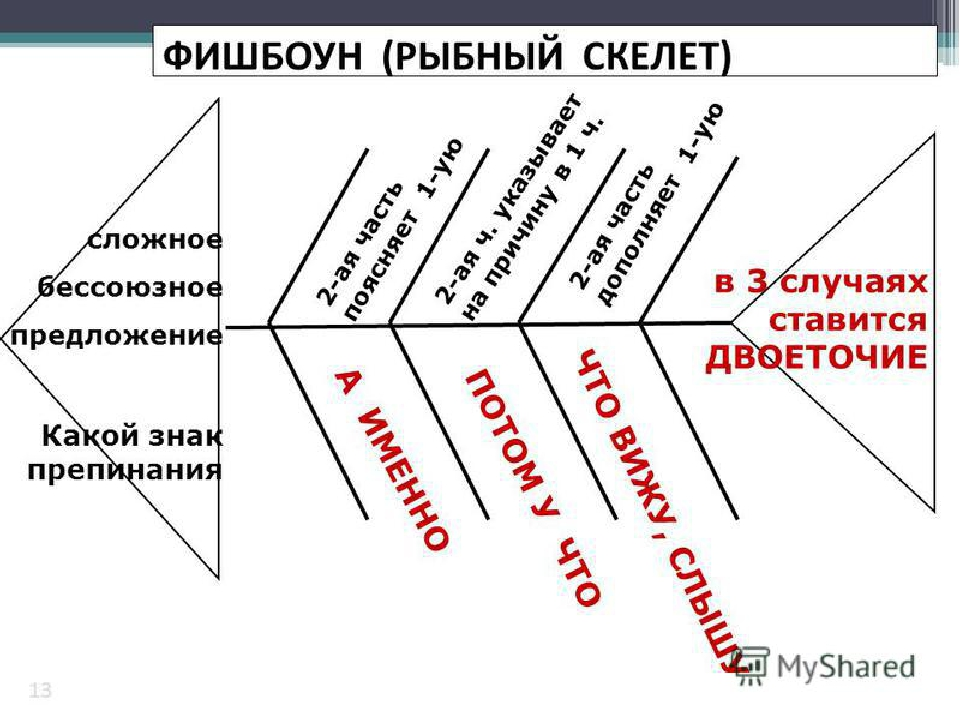 ФИШБОУН (РЫБНЫЙ СКЕЛЕТ)
сложное
бессоюзное
предложение
Какой знак
препинания
2-ая часть
поясняет 1-ую
2-ая ч. указывает
на причину в 1 ч.
2-ая часть
дополняет 1-ую
А ИМЕННО
ПОТОМ У ЧТО
ЧТО ВИЖУ, СЛЫШУ
в 3 случаях
ставится
ДВОЕТОЧИЕ
MyShared
13